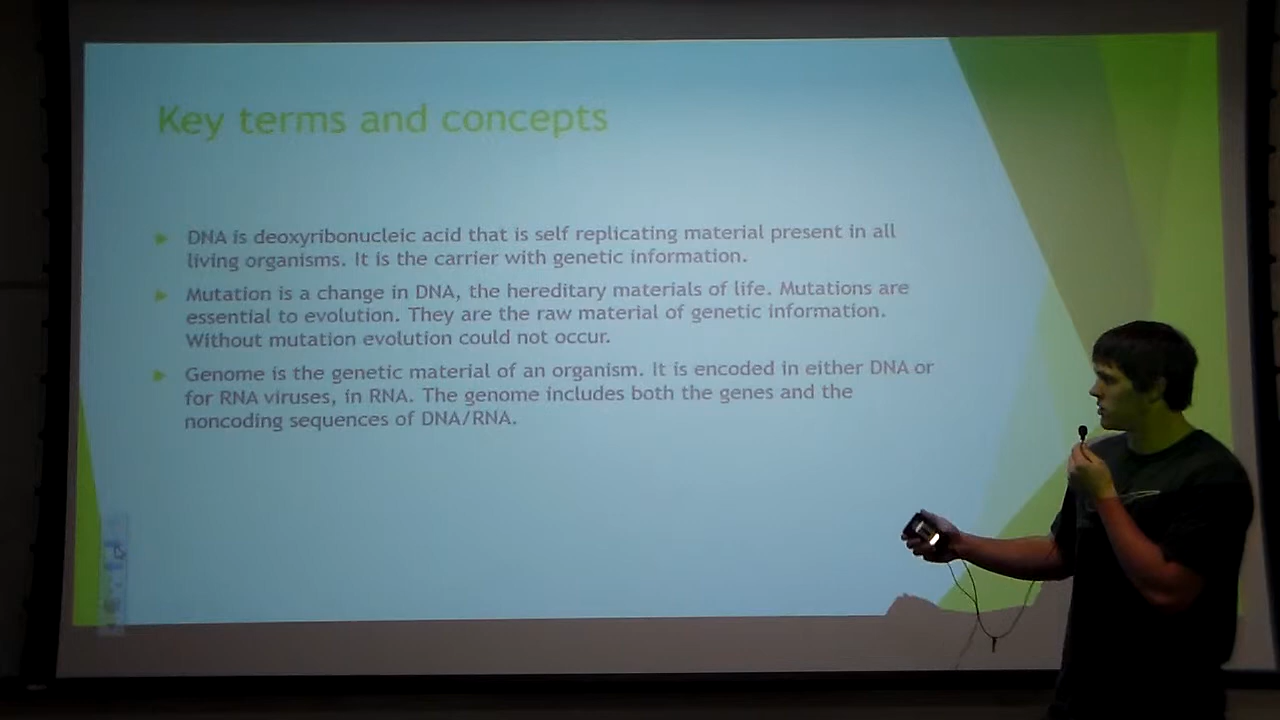 Key terms and concepts
DNA is deoxyribonucleic acid that is self replicating material present in all
living organisms. It is the carrier with genetic information.
Mutation is a change in DNA, the hereditary materials of life. Mutations are
essential to evolution. They are the raw material of genetic information.
Without mutation evolution could not occur.
Genome is the genetic material of an organism. It is encoded in either DNA or
for RNA viruses, in RNA. The genome includes both the genes and the
noncoding sequences of DNA/RNA.